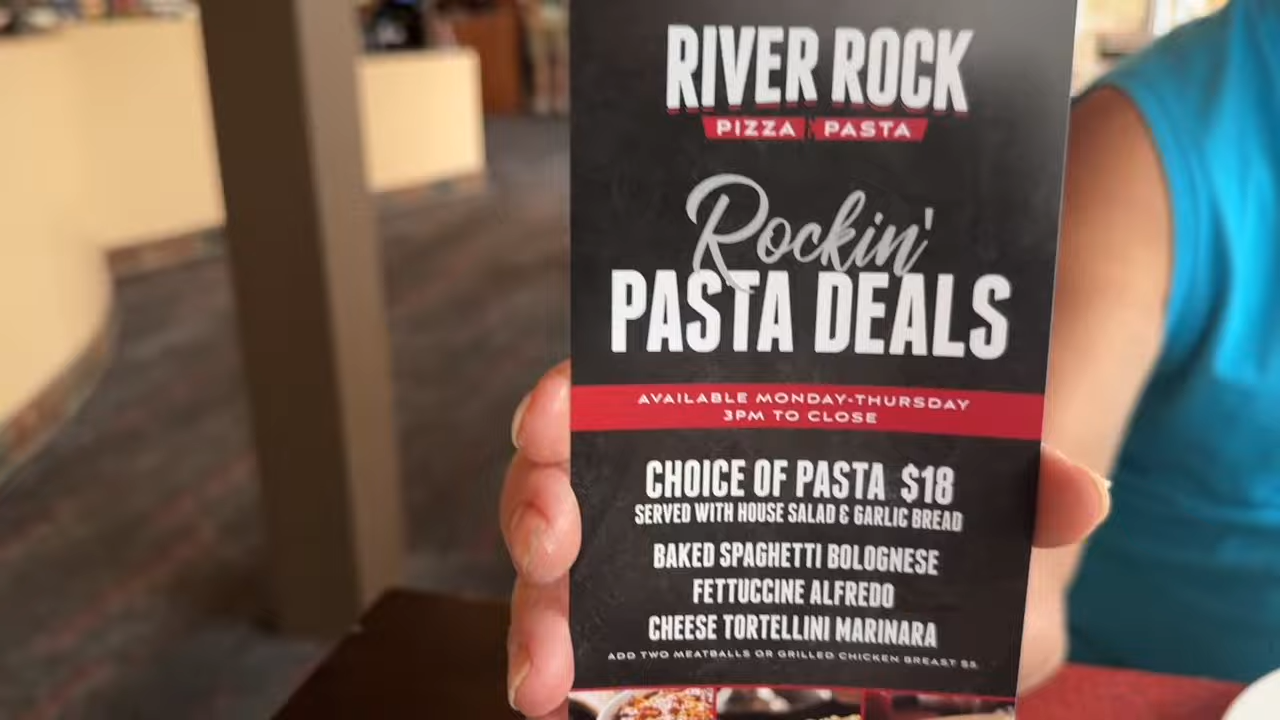 RIVER ROCK
PIZZA PASTA
Rockin'
PASTA DEALS
AVAILABLE MONDAY-THURSDAY
3PM TO CLOSE
CHOICE OF PASTA $18
SERVED WITH HOUSE SALAD & GARLIC BREAD
BAKED SPAGHETTI BOLOGNESE
FETTUCCINE ALFREDO
CHEESE TORTELLINI MARINARA
ADD TWO MEATBALLS OR GRILLED CHICKEN BREAST $5